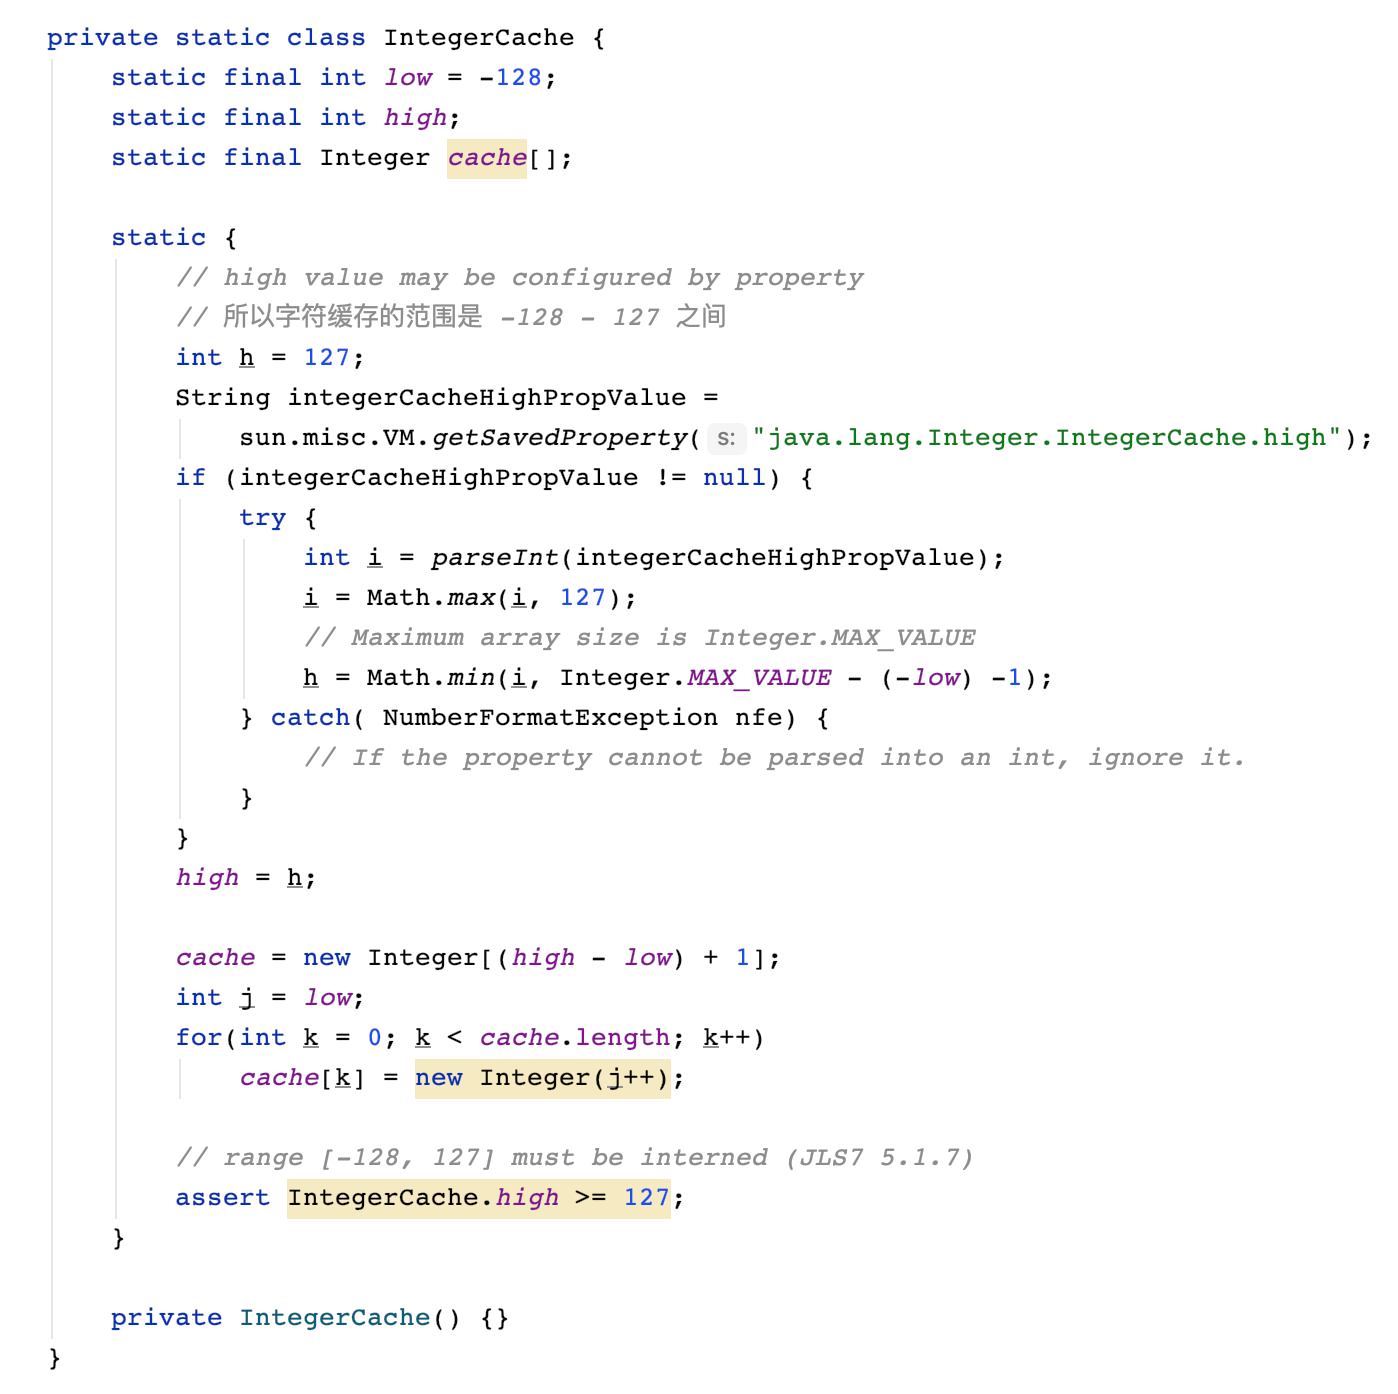 private static class IntegerCache {
    static final int low = -128;
    static final int high;
    static final Integer cache[];

    static {
        // high value may be configured by property
        // 所以字符缓存的范围是 -128 - 127 之间
        int h = 127;
        String integerCacheHighPropValue =
            sun.misc.VM.getSavedProperty( s: "java.lang.Integer.IntegerCache.high");
        if (integerCacheHighPropValue != null) {
            try {
                int i = parseInt(integerCacheHighPropValue);
                i = Math.max(i, 127);
                // Maximum array size is Integer.MAX_VALUE
                h = Math.min(i, Integer.MAX_VALUE - (-low) -1);
            } catch( NumberFormatException nfe) {
                // If the property cannot be parsed into an int, ignore it.
            }
        }
        high = h;

        cache = new Integer[(high - low) + 1];
        int j = low;
        for(int k = 0; k < cache.length; k++)
            cache[k] = new Integer(j++);

        // range [-128, 127] must be interned (JLS7 5.1.7)
        assert IntegerCache.high >= 127;
    }

    private IntegerCache() {}
}